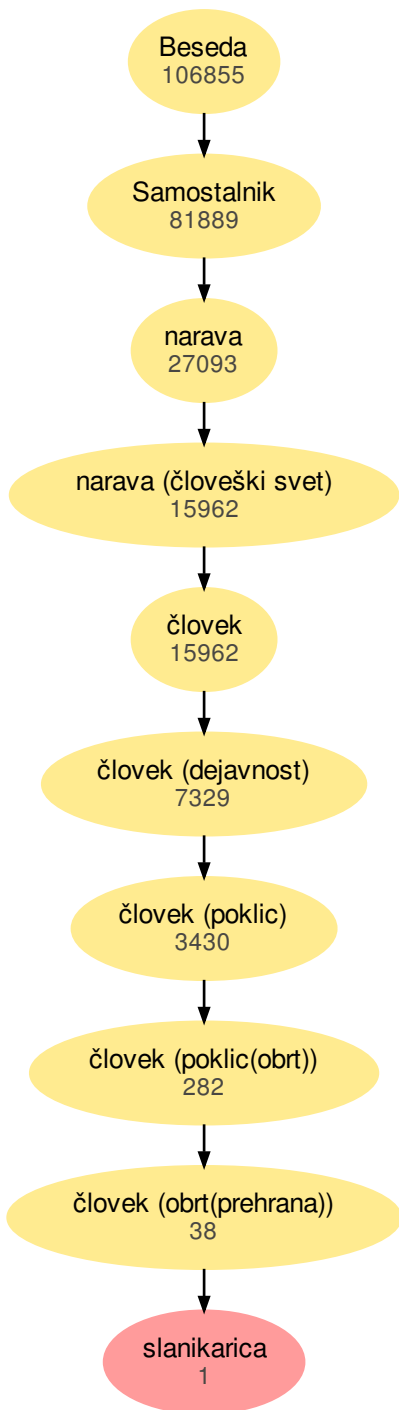 Beseda
106855
Samostalnik
81889
narava
27093
narava (človeški svet)
15962
človek
15962
človek (dejavnost)
7329
človek (poklic)
3430
človek (poklic(obrt))
282
človek (obrt(prehrana))
38
slanikarica
1